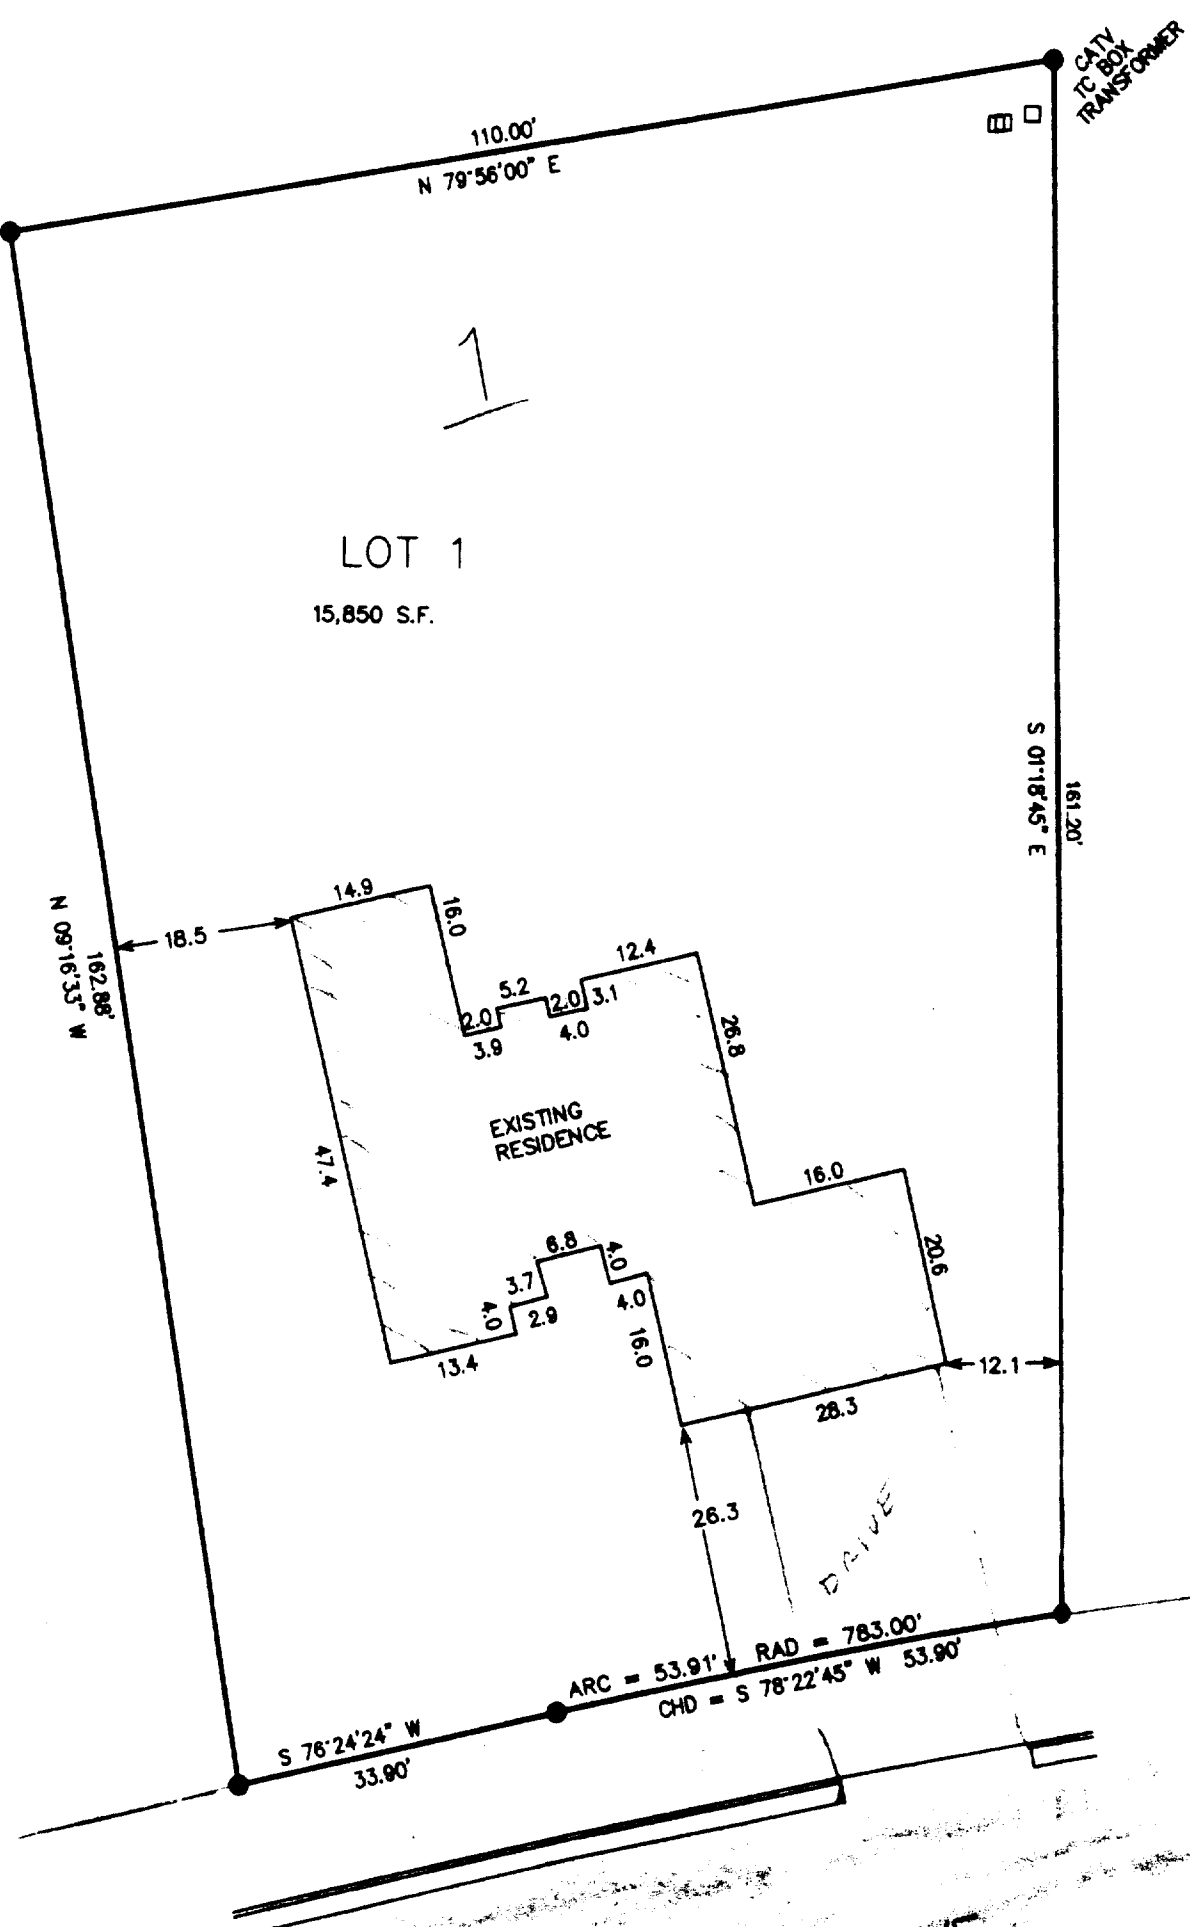 CATV
TC BOX
TRANSFORMER
110.00'
N 79°56'00" E
1
LOT 1
15,850 S.F.
S 01°18'45" E
161.20'
14.9
16.0
18.5
N 09°16'33" W
162.88'
12.4
5.2
2.0
2.0
3.1
3.9
4.0
26.8
EXISTING
RESIDENCE
47.4
16.0
20.6
6.8
4.0
3.7
4.0
4.0
2.9
13.4
16.0
12.1
28.3
26.3
DRIVE
ARC = 53.91' RAD = 783.00'
CHD = S 78°22'45" W 53.90'
S 76°24'24" W
33.90'